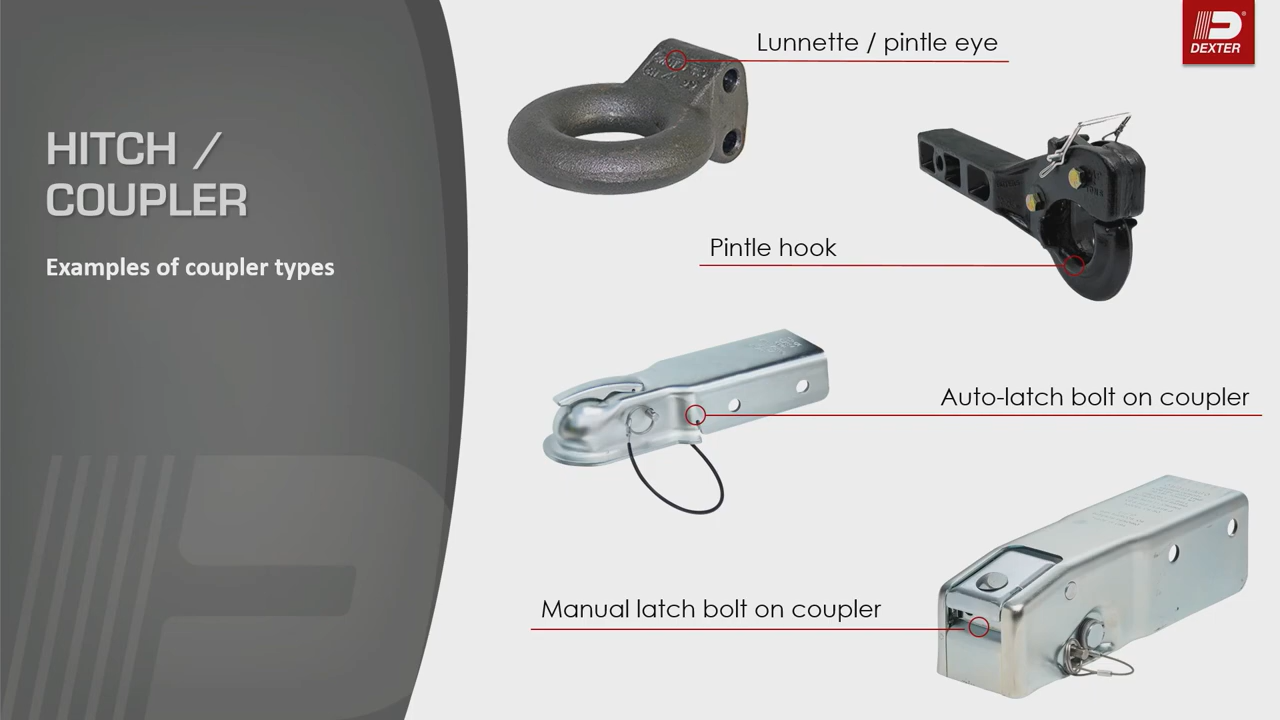 HITCH /
COUPLER
Examples of coupler types
Lunnette / pintle eye
DEXTER
Pintle hook
Auto-latch bolt on coupler
Manual latch bolt on coupler